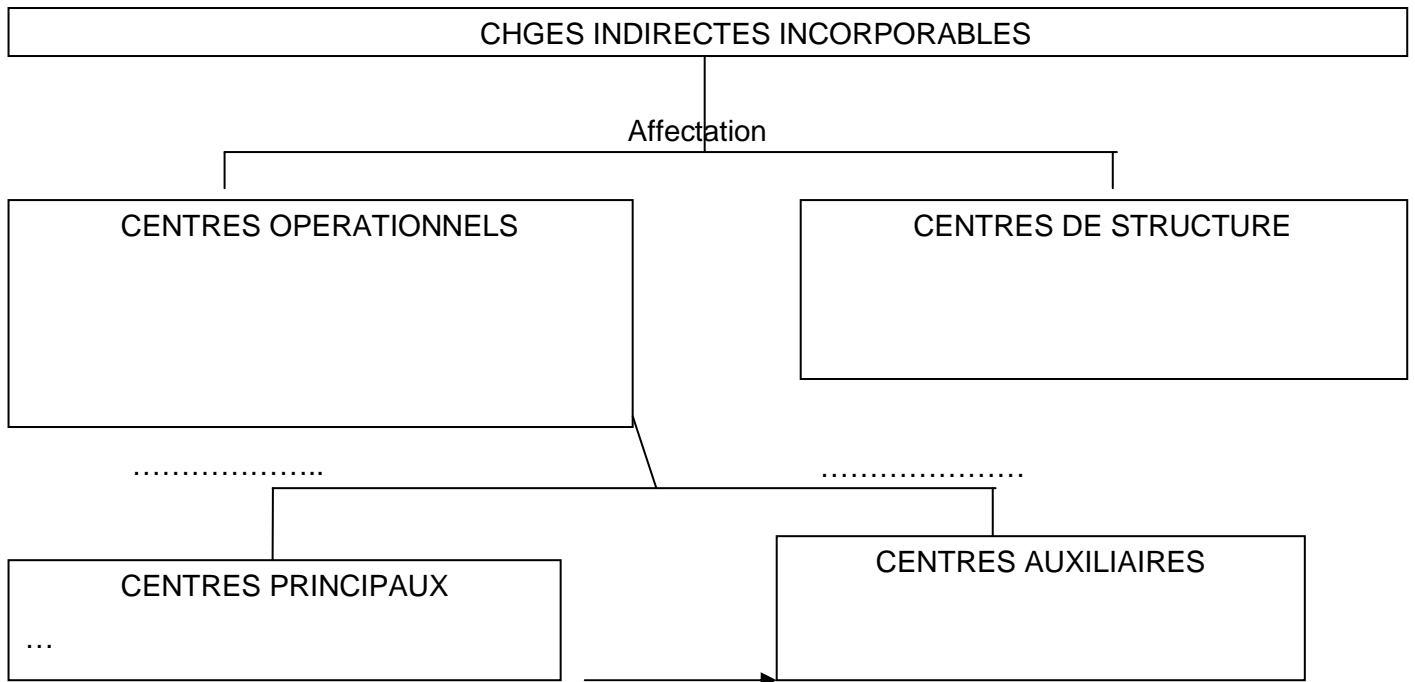 CHGES INDIRECTES INCORPORABLES
Affectation
CENTRES OPERATIONNELS
CENTRES DE STRUCTURE
………………..
…………………
CENTRES PRINCIPAUX
…
CENTRES AUXILIAIRES